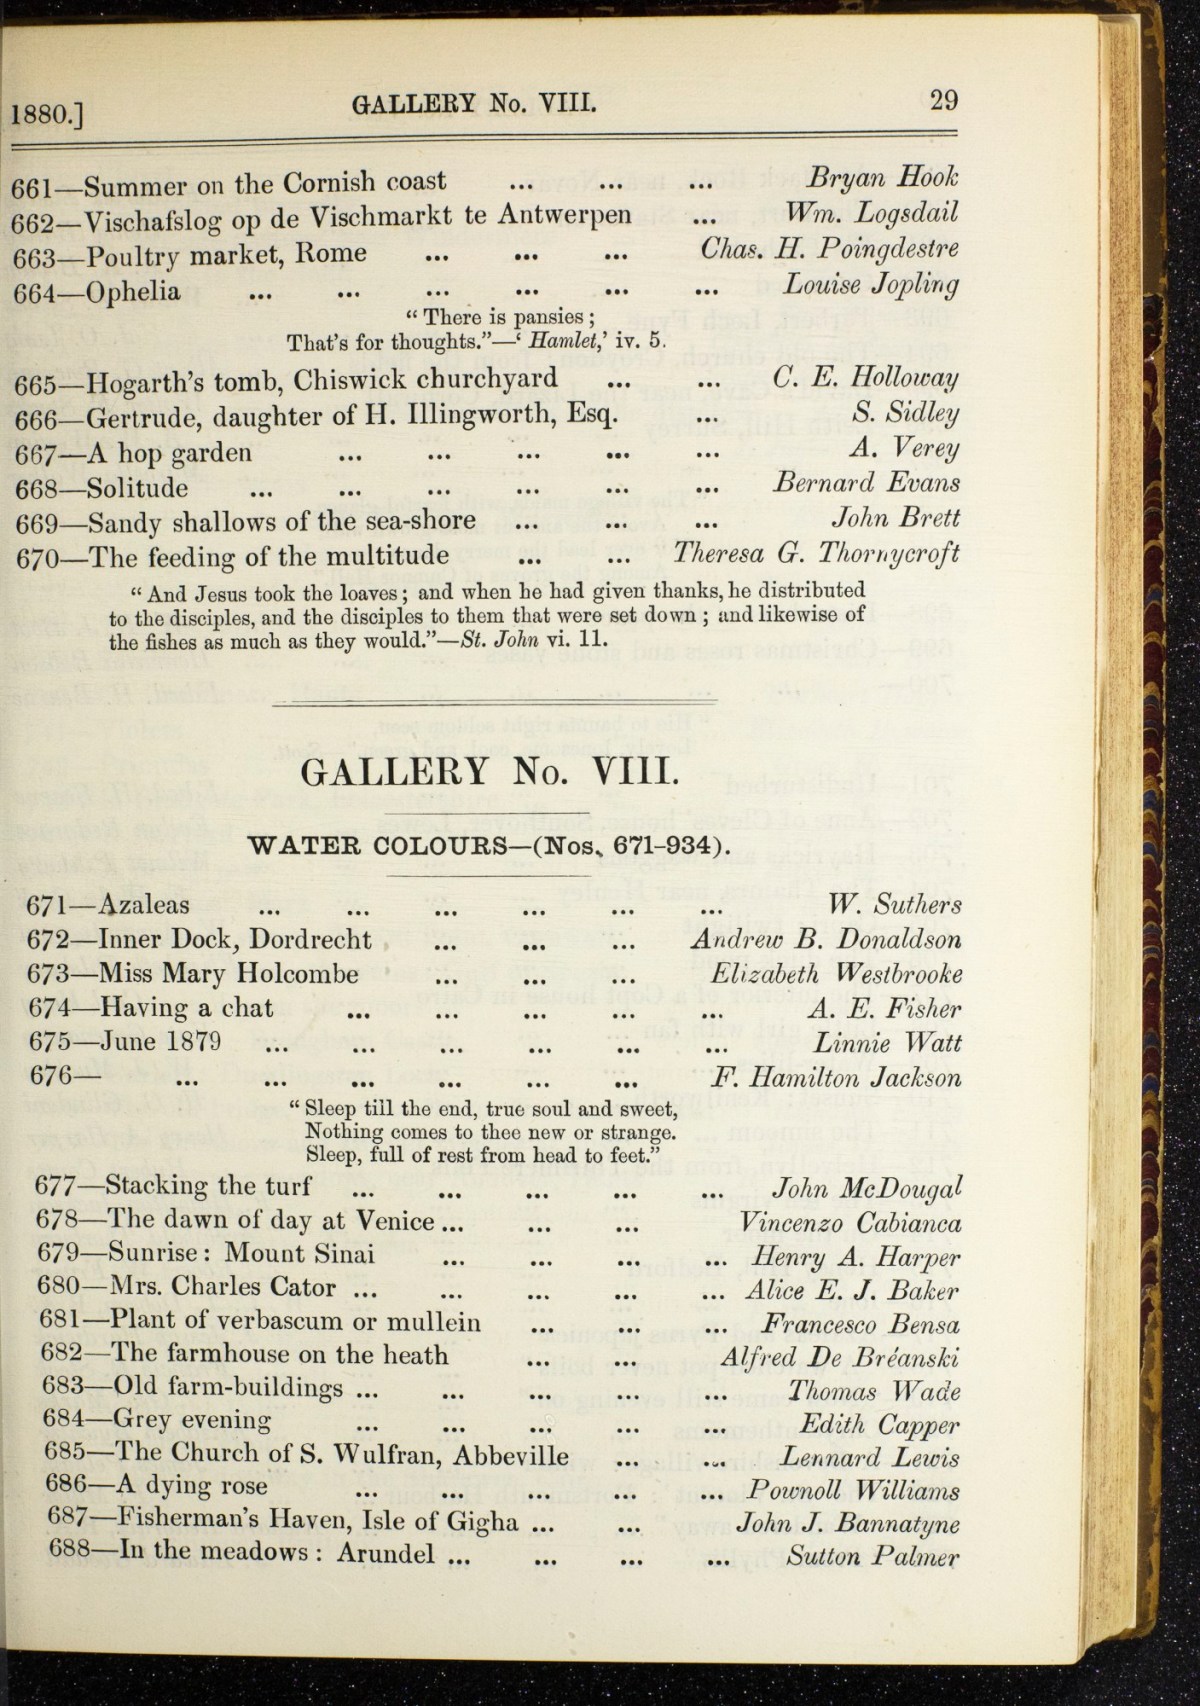 1880.] GALLERY No. VIII. 29
661—Summer on the Cornish coast ... ... ... Bryan Hook
662—Vischafslog op de Vischmarkt te Antwerpen ... Wm. Logsdail
663—Poultry market, Rome ... ... ... Chas. H. Poingdestre
664—Ophelia ... ... ... ... ... ... Louise Jopling
“ There is pansies ;
That's for thoughts.”—‘ Hamlet,’ iv. 5.
665—Hogarth's tomb, Chiswick churchyard ... ... C. E. Holloway
666—Gertrude, daughter of H. Illingworth, Esq. ... S. Sidley
667—A hop garden ... ... ... ... ... A. Verey
668—Solitude ... ... ... ... ... ... Bernard Evans
669—Sandy shallows of the sea-shore ... ... ... John Brett
670—The feeding of the multitude ... ... Theresa G. Thornycroft
“ And Jesus took the loaves ; and when he had given thanks, he distributed
to the disciples, and the disciples to them that were set down ; and likewise of
the fishes as much as they would.”—St. John vi. 11.
GALLERY No. VIII.
WATER COLOURS—(Nos. 671-934).
671—Azaleas ... ... ... ... ... ... W. Suthers
672—Inner Dock, Dordrecht ... ... ... Andrew B. Donaldson
673—Miss Mary Holcombe ... ... ... Elizabeth Westbrooke
674—Having a chat ... ... ... ... ... A. E. Fisher
675—June 1879 ... ... ... ... ... ... Linnie Watt
676— ... ... ... ... ... ... F. Hamilton Jackson
“ Sleep till the end, true soul and sweet,
Nothing comes to thee new or strange.
Sleep, full of rest from head to feet.”
677—Stacking the turf ... ... ... ... ... John McDougal
678—The dawn of day at Venice ... ... ... Vincenzo Cabianca
679—Sunrise : Mount Sinai ... ... ... ... Henry A. Harper
680—Mrs. Charles Cator ... ... ... ... ... Alice E. J. Baker
681—Plant of verbascum or mullein ... ... ... Francesco Bensa
682—The farmhouse on the heath ... ... Alfred De Bréanski
683—Old farm-buildings ... ... ... ... ... Thomas Wade
684—Grey evening ... ... ... ... ... Edith Capper
685—The Church of S. Wulfran, Abbeville ... ... Lennard Lewis
686—A dying rose ... ... ... ... ... Pownoll Williams
687—Fisherman's Haven, Isle of Gigha ... ... John J. Bannatyne
688—In the meadows : Arundel ... ... ... ... Sutton Palmer